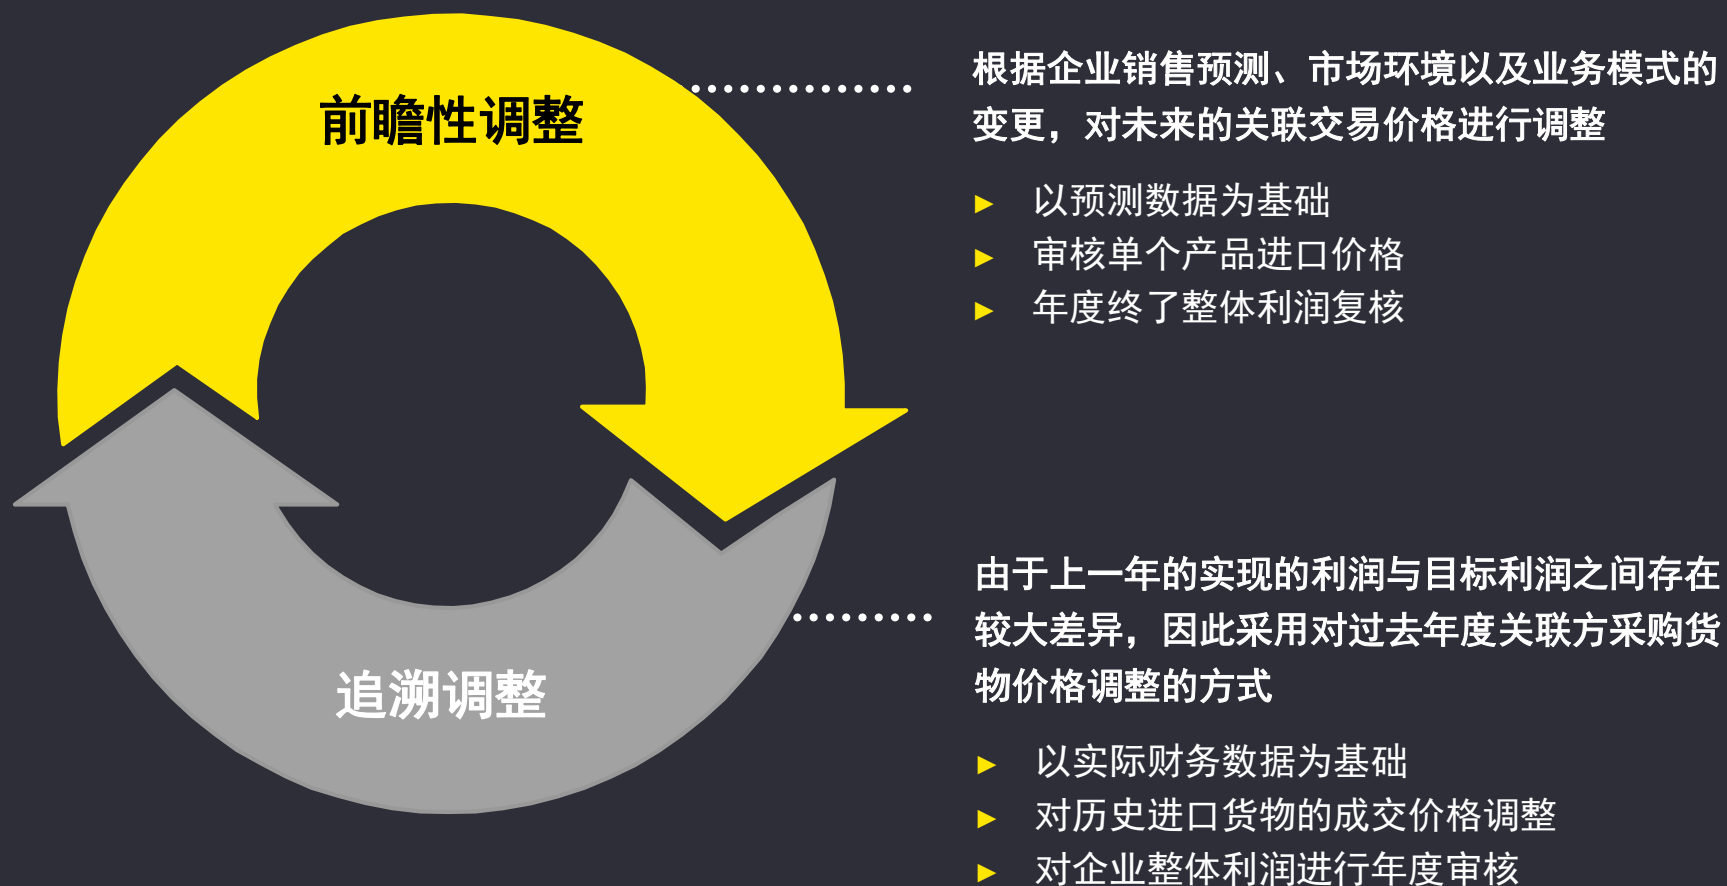 前瞻性调整
根据企业销售预测、市场环境以及业务模式的
变更，对未来的关联交易价格进行调整
► 以预测数据为基础
► 审核单个产品进口价格
► 年度终了整体利润复核
追溯调整
由于上一年的实现的利润与目标利润之间存在
较大差异，因此采用对过去年度关联方采购货
物价格调整的方式
► 以实际财务数据为基础
► 对历史进口货物的成交价格调整
► 对企业整体利润进行年度审核